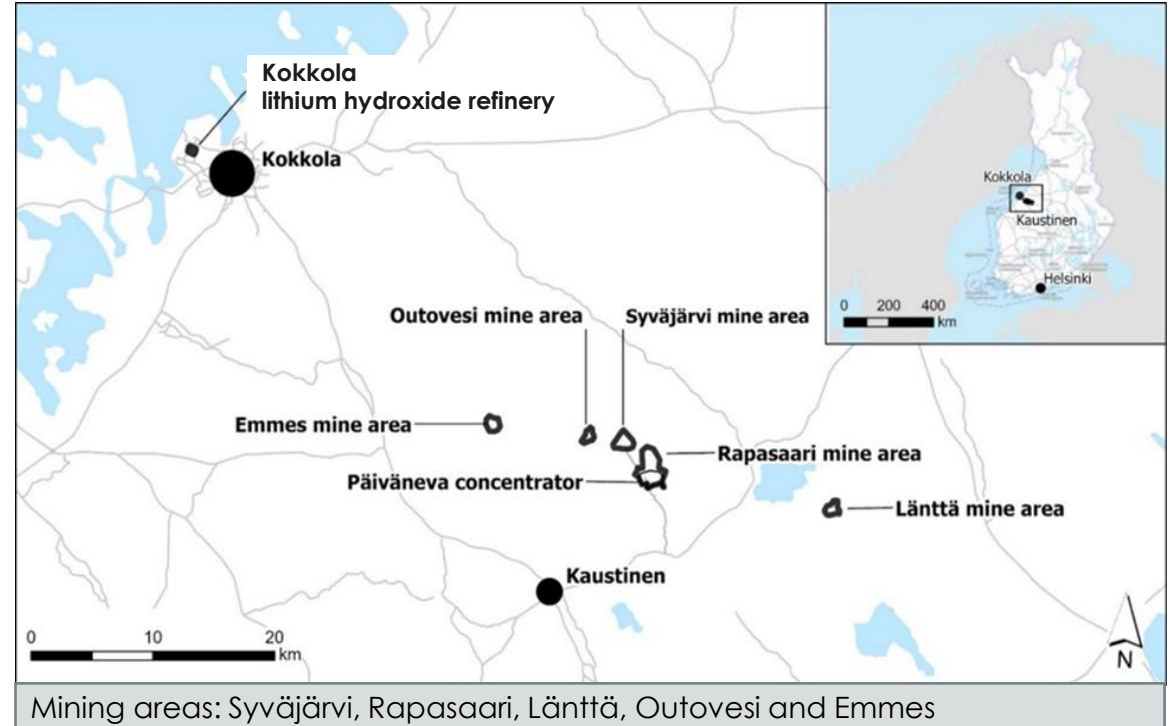 Kokkola
lithium hydroxide refinery
Kokkola
Outovesi mine area
Syväjärvi mine area
Emmes mine area
Rapasaari mine area
Päiväneva concentrator
Länttä mine area
Kaustinen
0 10 20
km
N
Kokkola
Kaustinen
Helsinki
0 200 400
km
Mining areas: Syväjärvi, Rapasaari, Länttä, Outovesi and Emmes